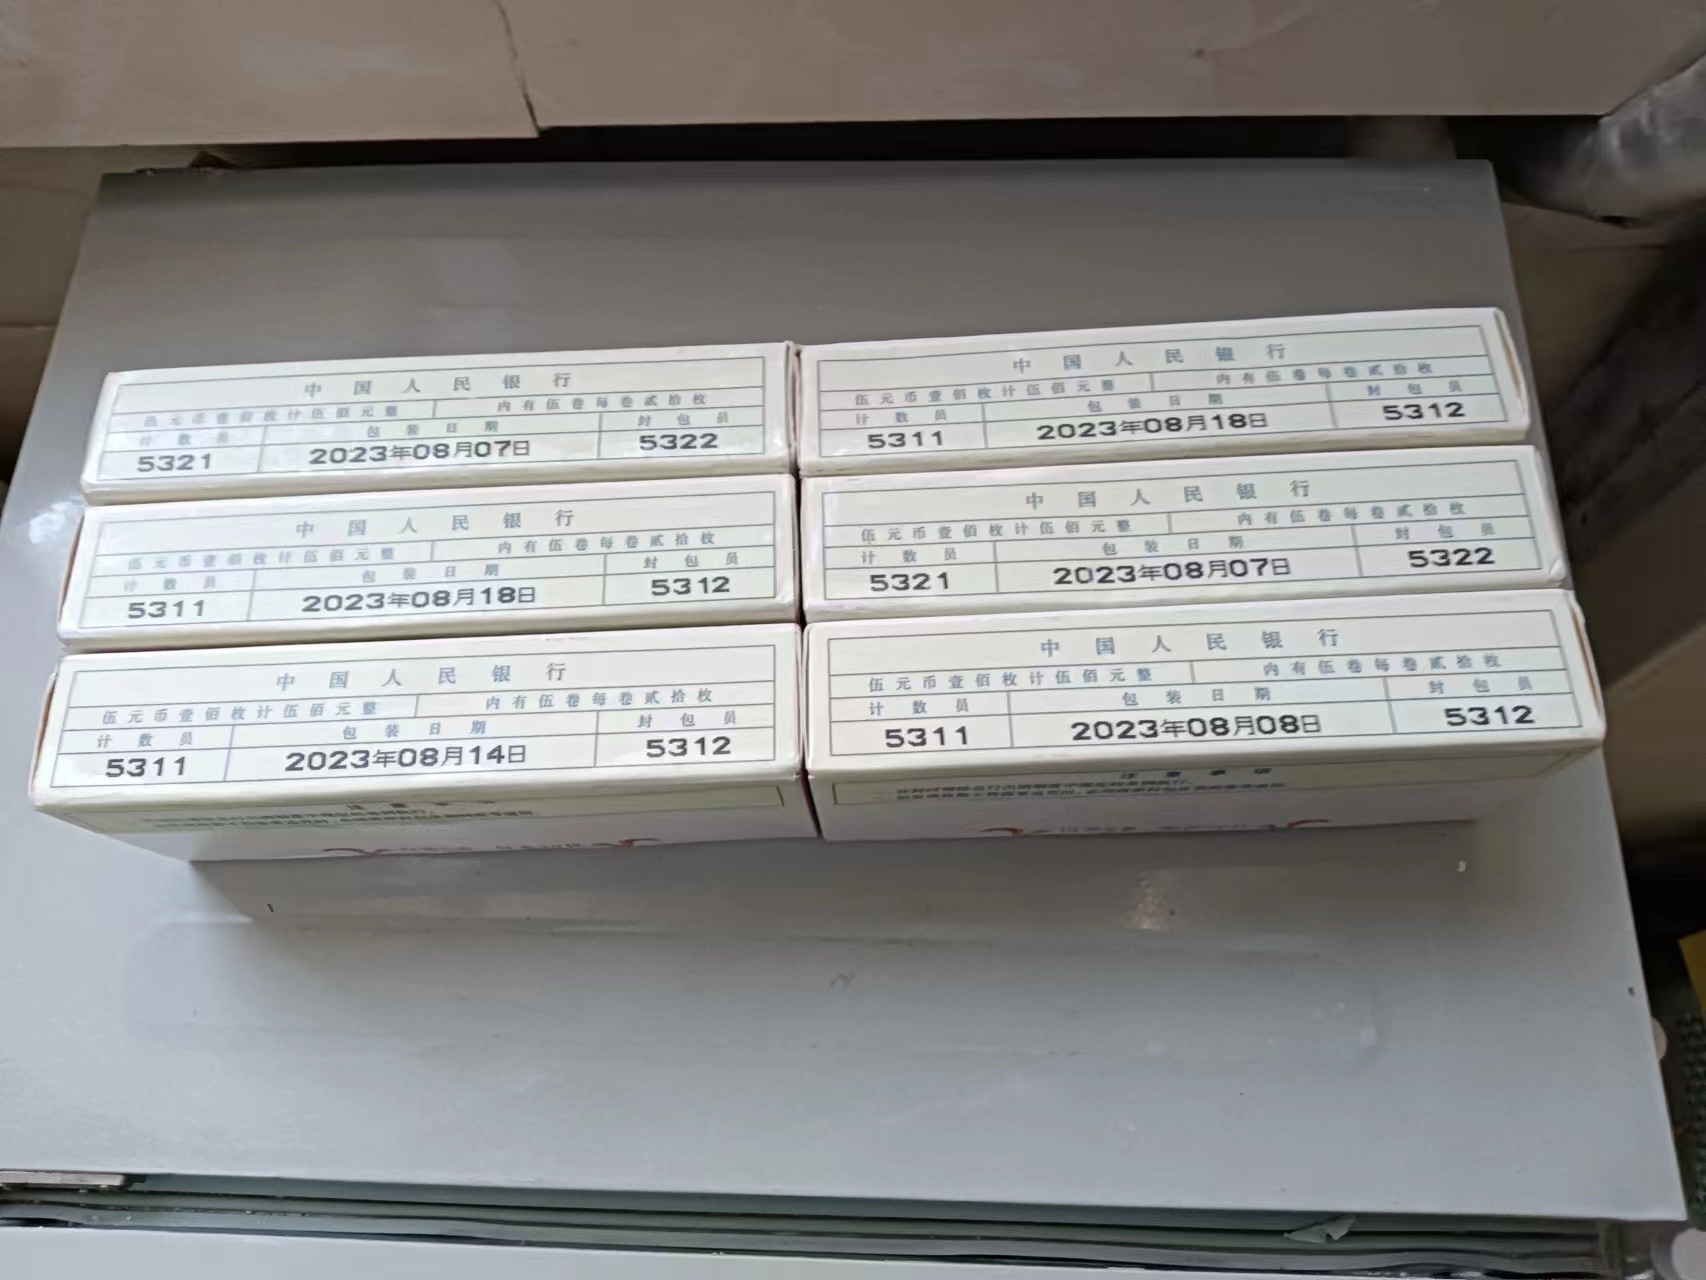 中国人民银行
伍元币壹佰枚计伍佰元整 内有伍卷每卷贰拾枚
计数员 包装日期 封包员
5321 2023年08月07日 5322
中国人民银行
伍元币壹佰枚计伍佰元整 内有伍卷每卷贰拾枚
计数员 包装日期 封包员
5311 2023年08月18日 5312
中国人民银行
伍元币壹佰枚计伍佰元整 内有伍卷每卷贰拾枚
计数员 包装日期 封包员
5311 2023年08月18日 5312
中国人民银行
伍元币壹佰枚计伍佰元整 内有伍卷每卷贰拾枚
计数员 包装日期 封包员
5321 2023年08月07日 5322
中国人民银行
伍元币壹佰枚计伍佰元整 内有伍卷每卷贰拾枚
计数员 包装日期 封包员
5311 2023年08月14日 5312
注意事项
中国人民银行
伍元币壹佰枚计伍佰元整 内有伍卷每卷贰拾枚
计数员 包装日期 封包员
5311 2023年08月08日 5312
注意事项